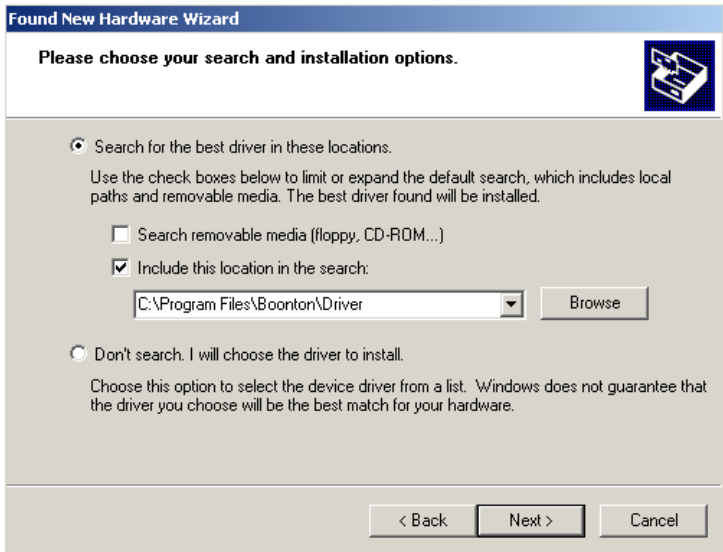 Found New Hardware Wizard
Please choose your search and installation options.
Search for the best driver in these locations.
Use the check boxes below to limit or expand the default search, which includes local
paths and removable media. The best driver found will be installed.
Search removable media (floppy, CD-ROM...)
Include this location in the search:
C:\Program Files\Boonton\Driver
Browse
Don't search. I will choose the driver to install.
Choose this option to select the device driver from a list.  Windows does not guarantee that
the driver you choose will be the best match for your hardware.
< Back
Next >
Cancel